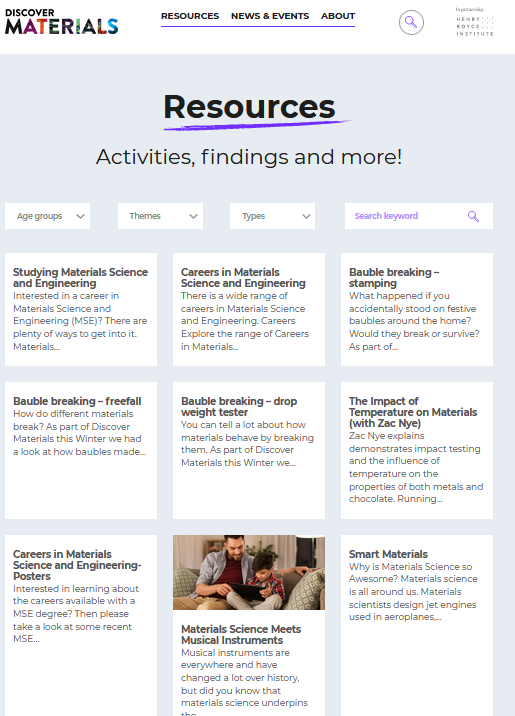 DISCOVER
MATERIALS
RESOURCES NEWS & EVENTS ABOUT
In partnership:
HENRY
ROYCE
INSTITUTE
Resources
Activities, findings and more!
Age groups
Themes
Types
Search keyword
Studying Materials Science
and Engineering
Interested in a career in
Materials Science and
Engineering (MSE)? There are
plenty of ways to get into it.
Materials...
Careers in Materials
Science and Engineering
There is a wide range of
careers in Materials Science
and Engineering. Careers
Explore the range of Careers
in Materials...
Bauble breaking –
stamping
What happened if you
accidentally stood on festive
baubles around the home?
Would they break or survive?
As part of...
Bauble breaking – freefall
How do different materials
break? As part of Discover
Materials this Winter we had
a look at how baubles made...
Bauble breaking – drop
weight tester
You can tell a lot about how
materials behave by breaking
them. As part of Discover
Materials this Winter we...
The Impact of
Temperature on Materials
(with Zac Nye)
Zac Nye explains
demonstrates impact testing
and the influence of
temperature on the
properties of both metals and
chocolate. Running...
Careers in Materials
Science and Engineering-
Posters
Interested in learning about
the careers available with a
MSE degree? Then please
take a look at some recent
MSE...
Materials Science Meets
Musical Instruments
Musical instruments are
everywhere and have
changed a lot over history,
but did you know that
materials science underpins
the
Smart Materials
Why is Materials Science so
Awesome? Materials science
is all around us. Materials
scientists design jet engines
used in aeroplanes,...